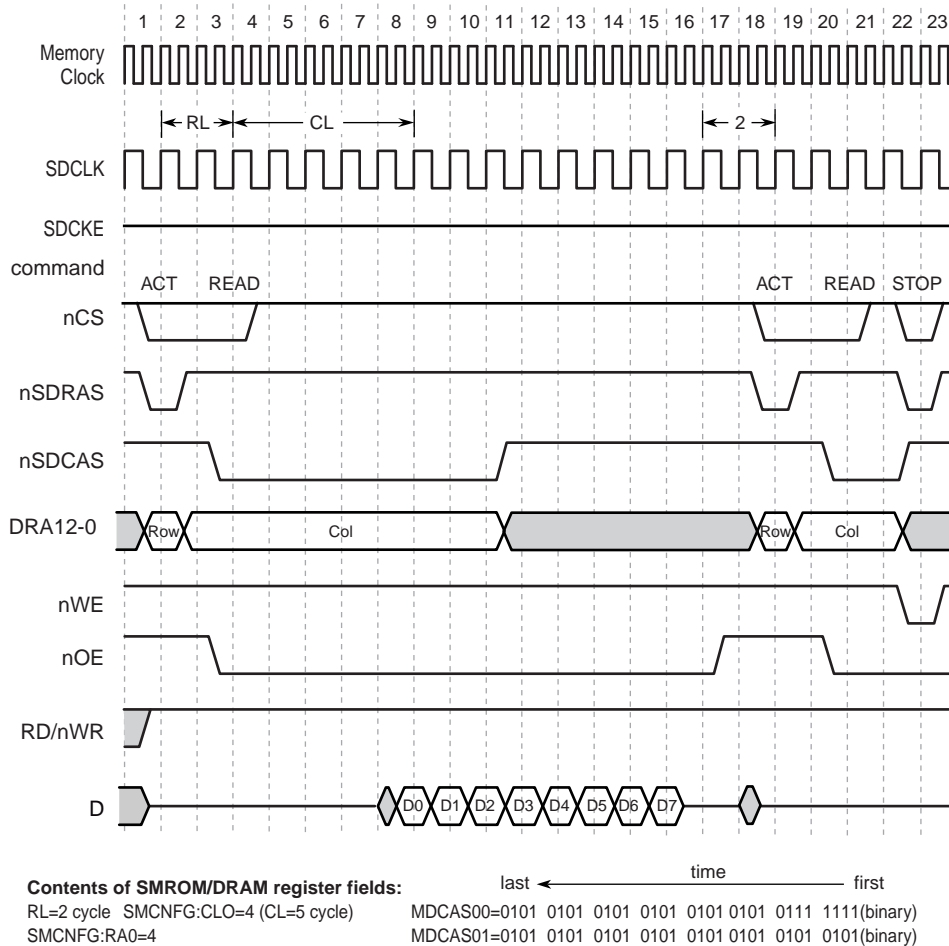 1 2 3 4 5 6 7 8 9 10 11 12 13 14 15 16 17 18 19 20 21 22 23
Memory
Clock
RL CL 2
SDCLK
SDCKE
command
ACT READ ACT READ STOP
nCS
nSDRAS
nSDCAS
DRA12-0 Row Col Row Col
nWE
nOE
RD/nWR
D D0 D1 D2 D3 D4 D5 D6 D7
Contents of SMROM/DRAM register fields:
last time first
RL=2 cycle SMCNFG:CLO=4 (CL=5 cycle)
MDCAS00=0101 0101 0101 0101 0101 0101 0111 1111(binary)
SMCNFG:RA0=4
MDCAS01=0101 0101 0101 0101 0101 0101 0101 0101(binary)